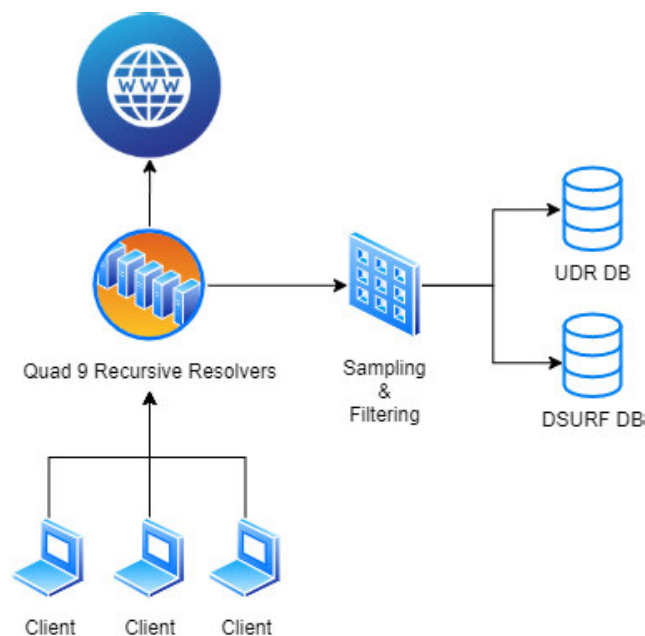 WWW
UDR DB
Quad 9 Recursive Resolvers
Sampling
&
Filtering
DSURF DB
Client
Client
Client